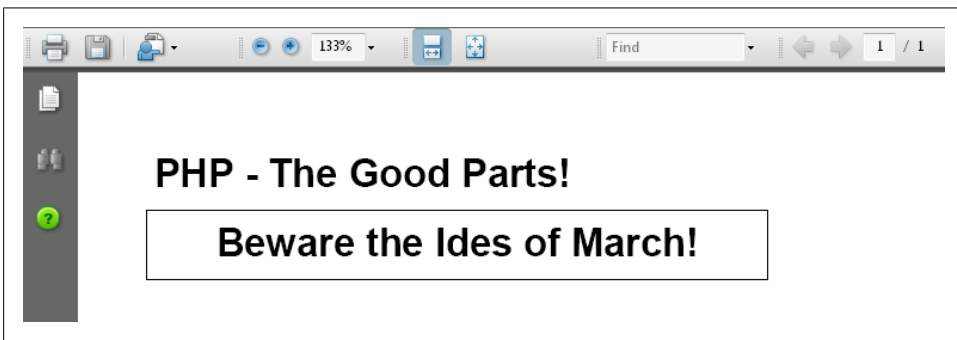 133%
Find
1 / 1
PHP - The Good Parts!
Beware the Ides of March!